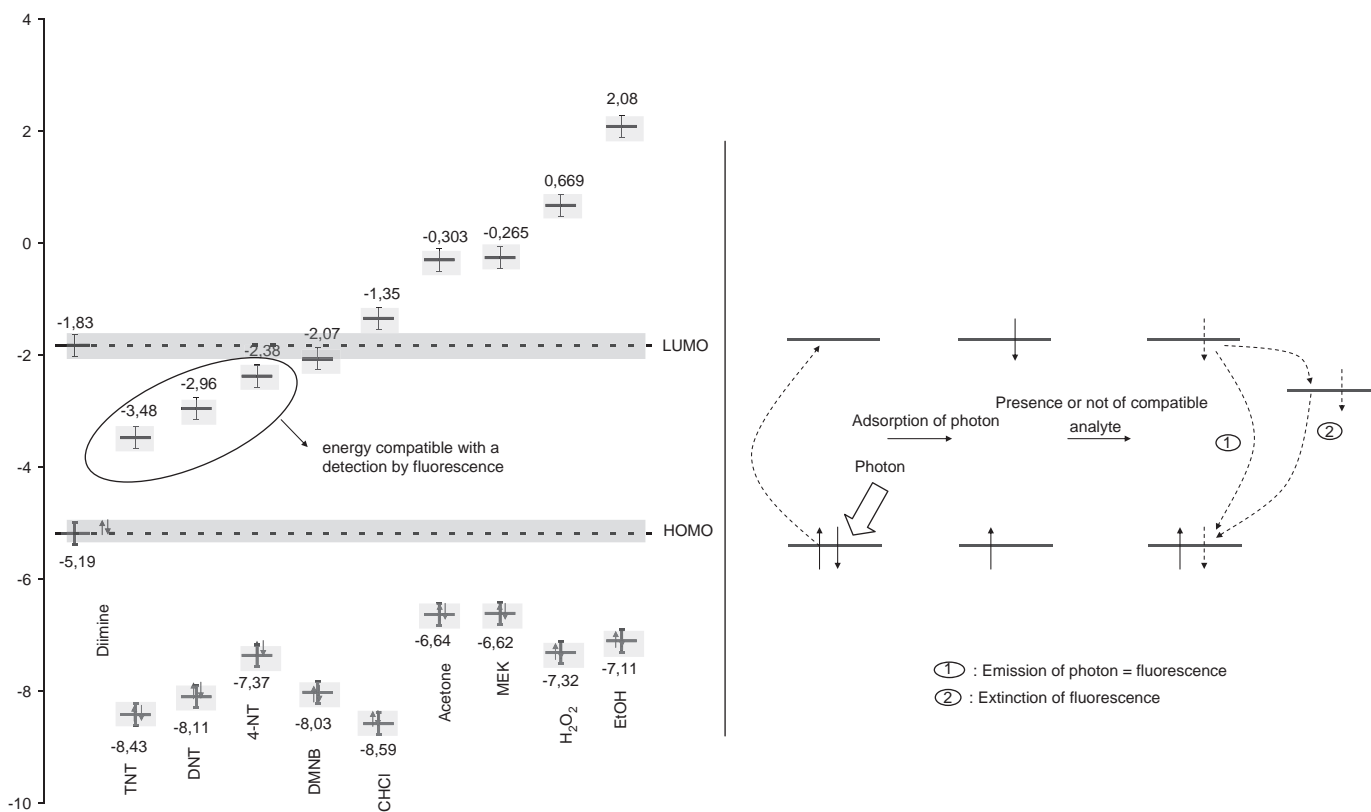 4
2
0
-2
-4
-6
-8
-10
2,08
0,669
-0,303
-0,265
-1,35
-1,83
-2,07
LUMO
-2,38
-2,96
-3,48
energy compatible with a
detection by fluorescence
HOMO
-5,19
Diimine
-8,43
TNT
-8,11
DNT
-7,37
4-NT
-8,03
DMNB
-8,59
CHCl
-6,64
Acetone
-6,62
MEK
-7,32
H₂O₂
-7,11
EtOH
Adsorption of photon
Photon
Presence or not of compatible
analyte
1
2
1 : Emission of photon = fluorescence
2 : Extinction of fluorescence